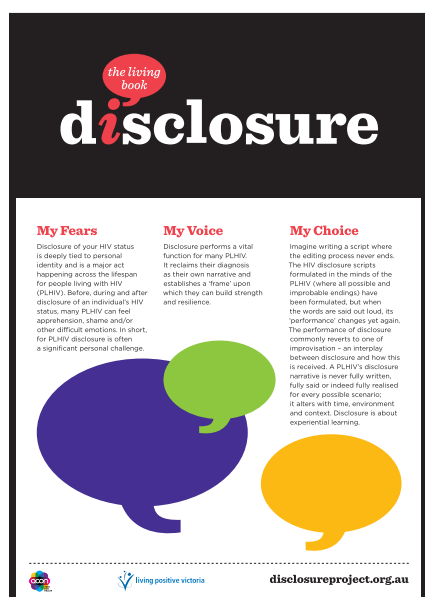 the living
book
disclosure
My Fears
Disclosure of your HIV status
is deeply tied to personal
identity and is a major act
happening across the lifespan
for people living with HIV
(PLHIV). Before, during and after
disclosure of an individual's HIV
status, many PLHIV can feel
apprehension, shame and/or
other difficult emotions. In short,
for PLHIV disclosure is often
a significant personal challenge.
My Voice
Disclosure performs a vital
function for many PLHIV.
It reclaims their diagnosis
as their own narrative and
establishes a 'frame' upon
which they can build strength
and resilience.
My Choice
Imagine writing a script where
the editing process never ends.
The HIV disclosure scripts
formulated in the minds of the
PLHIV (where all possible and
improbable endings) have
been formulated, but when
the words are said out loud, its
'performance' changes yet again.
The performance of disclosure
commonly reverts to one of
improvisation – an interplay
between disclosure and how this
is received. A PLHIV's disclosure
narrative is never fully written,
fully said or indeed fully realised
for every possible scenario;
it alters with time, environment
and context. Disclosure is about
experiential learning.
acon
living positive victoria
disclosureproject.org.au